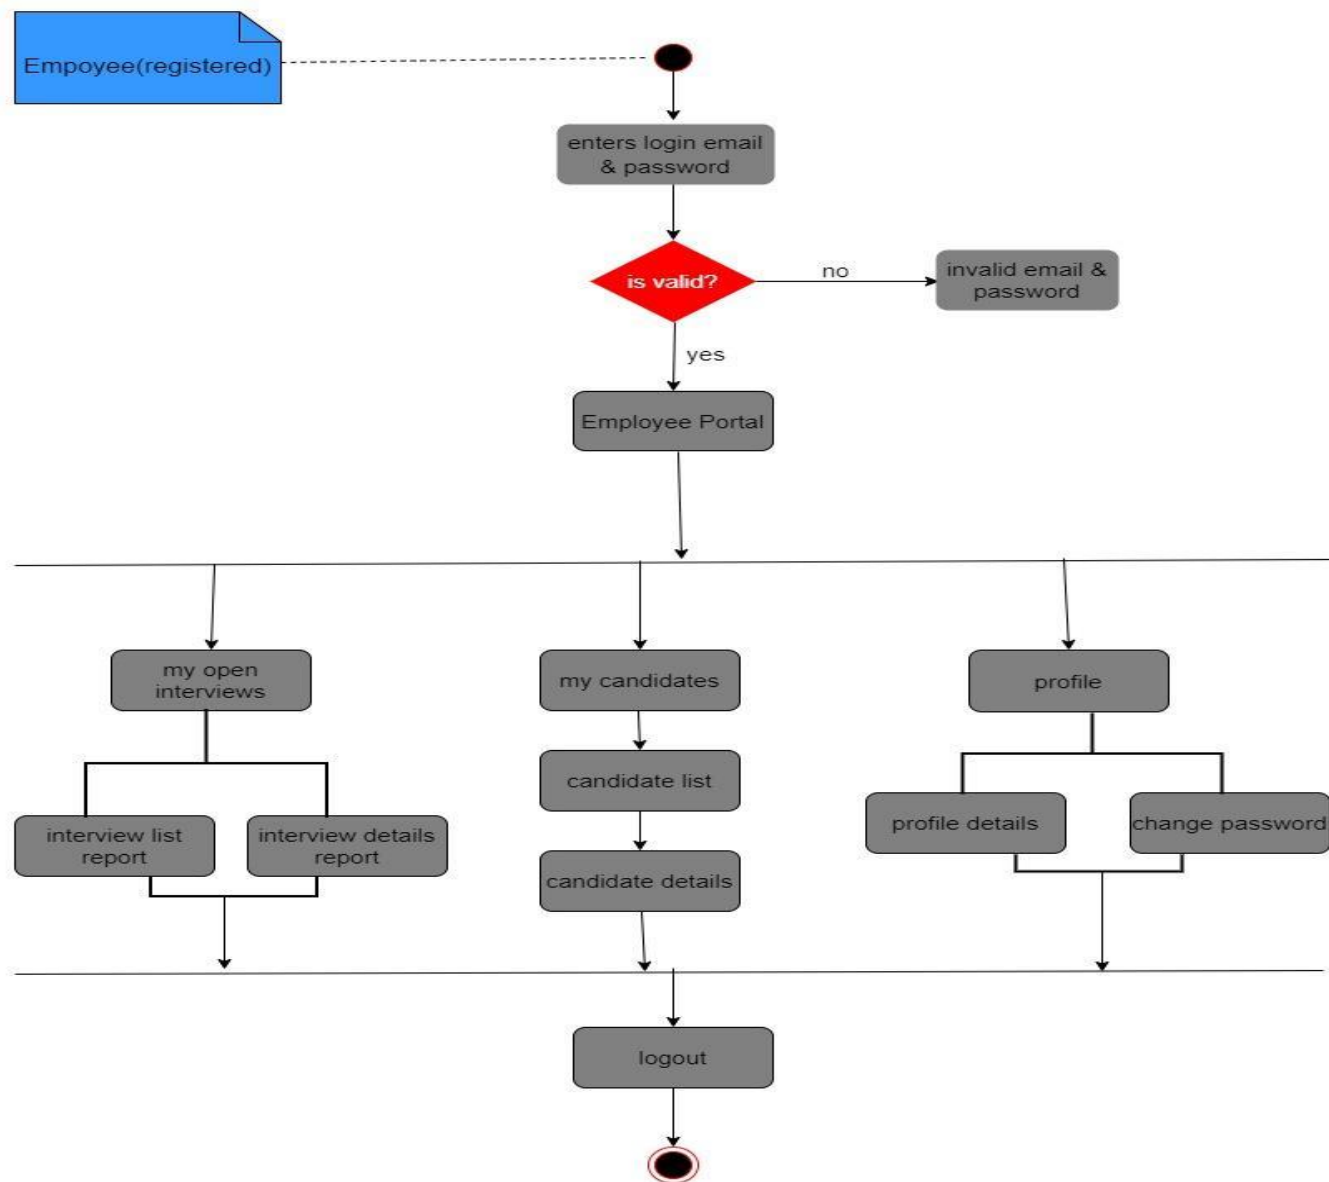 Empoyee(registered)
enters login email
& password
is valid?
no
invalid email &
password
yes
Employee Portal
my open
interviews
my candidates
profile
candidate list
interview list
report
interview details
report
profile details
change password
candidate details
logout